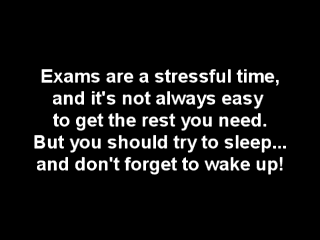 Exams are a stressful time,
and it's not always easy
to get the rest you need.
But you should try to sleep...
and don't forget to wake up!